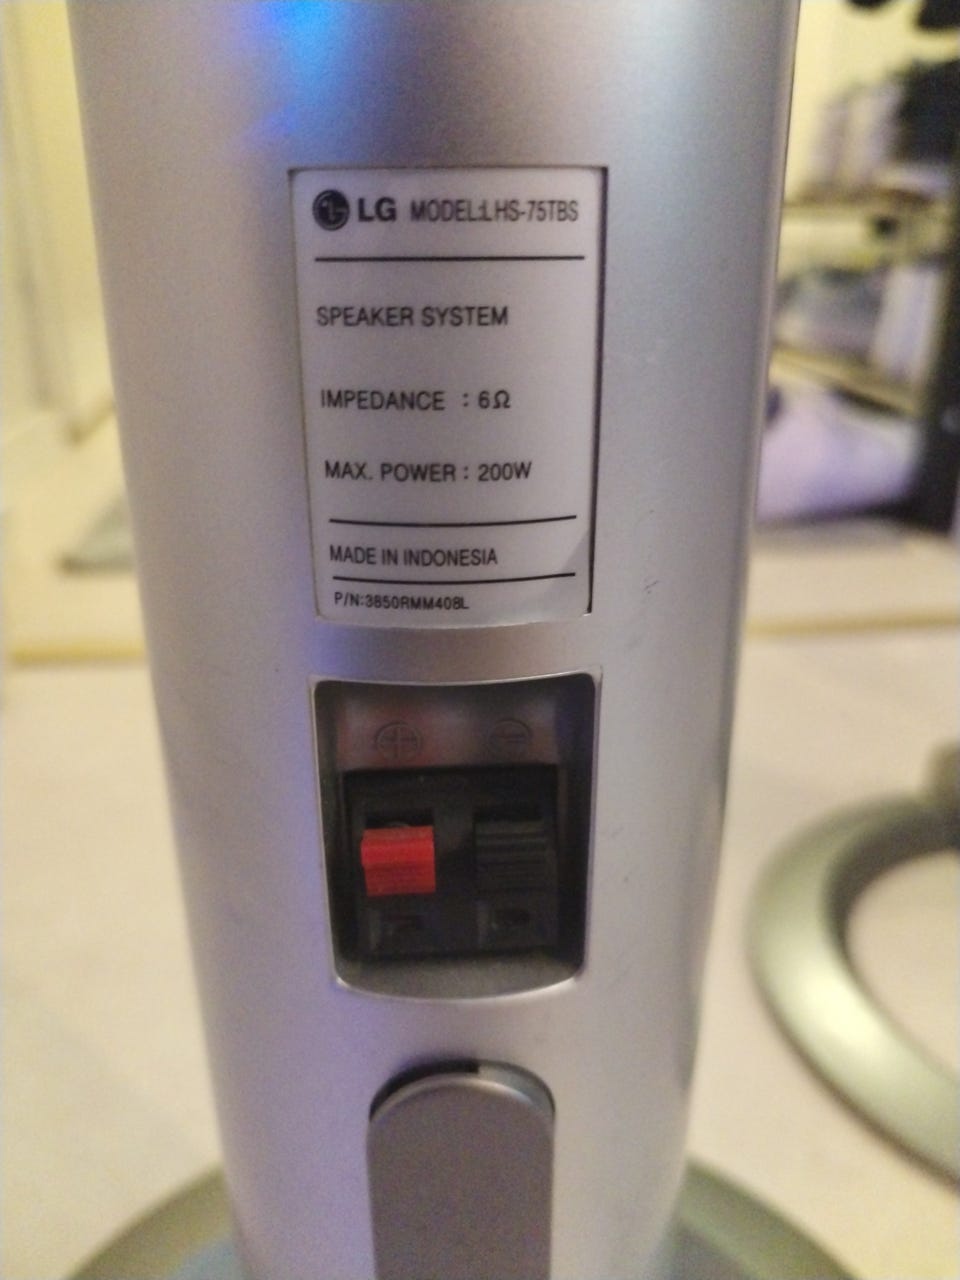 LG MODEL:LHS-75TBS
SPEAKER SYSTEM
IMPEDANCE : 6Ω
MAX. POWER : 200W
MADE IN INDONESIA
P/N:3850RMM408L